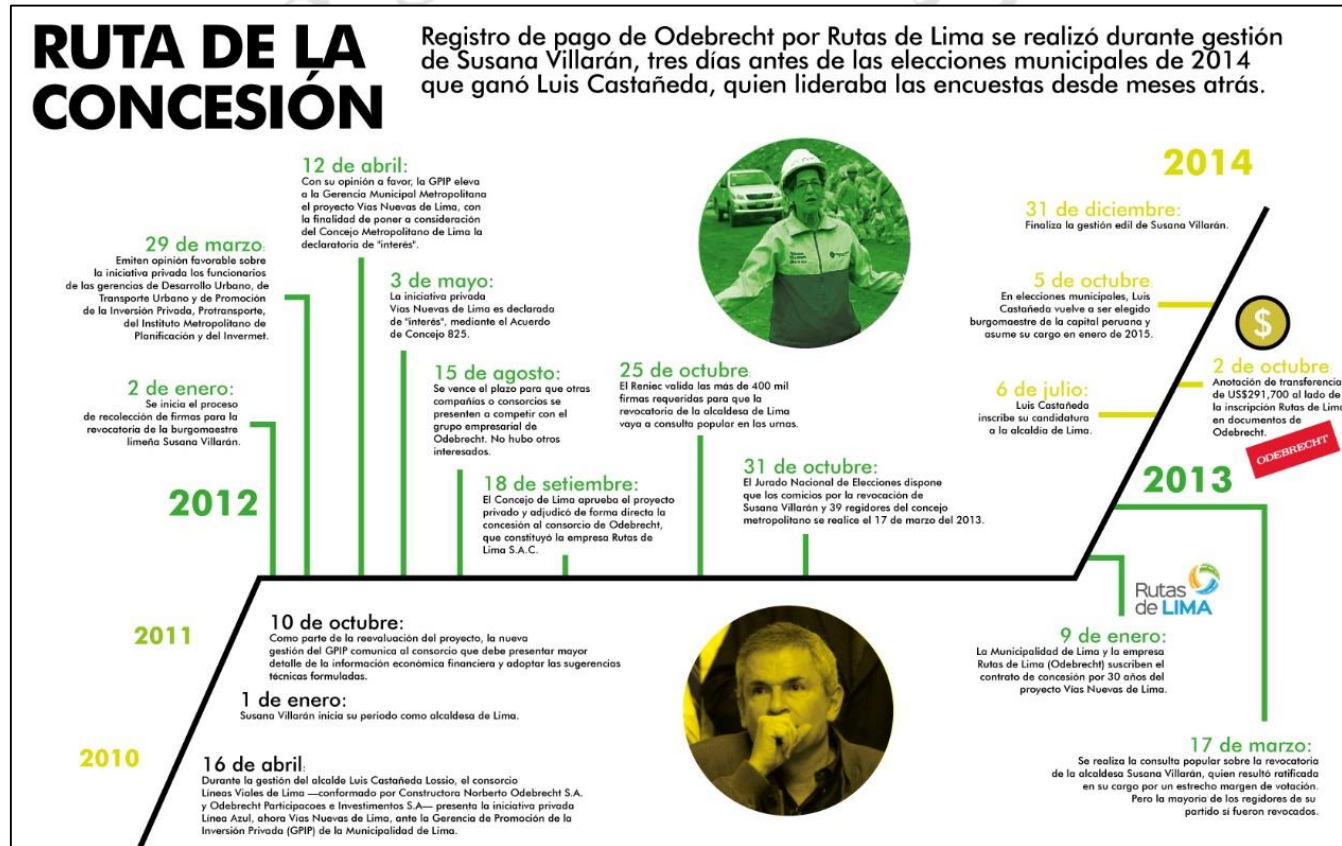 RUTA DE LA
CONCESIÓN
Registro de pago de Odebrecht por Rutas de Lima se realizó durante gestión
de Susana Villarán, tres días antes de las elecciones municipales de 2014
que ganó Luis Castañeda, quien lideraba las encuestas desde meses atrás.
2010
16 de abril:
Durante la gestión del alcalde Luis Castañeda Lossio, el consorcio
Líneas Viales de Lima —conformado por Constructora Norberto Odebrecht S.A.
y Odebrecht Participacoes e Investimentos S.A— presenta la iniciativa privada
Línea Azul, ahora Vías Nuevas de Lima, ante la Gerencia de Promoción de la
Inversión Privada (GPIP) de la Municipalidad de Lima.
2011
1 de enero:
Susana Villarán inicia su periodo como alcaldesa de Lima.
10 de octubre:
Como parte de la reevaluación del proyecto, la nueva
gestión del GPIP comunica al consorcio que debe presentar mayor
detalle de la información económica financiera y adoptar las sugerencias
técnicas formuladas.
2012
2 de enero:
Se inicia el proceso
de recolección de firmas para la
revocatoria de la burgomaestre
limeña Susana Villarán.
29 de marzo:
Emiten opinión favorable sobre
la iniciativa privada los funcionarios
de las gerencias de Desarrollo Urbano, de
Transporte Urbano y de Promoción
de la Inversión Privada, Protransporte,
del Instituto Metropolitano de
Planificación y del Invermet.
12 de abril:
Con su opinión a favor, la GPIP eleva
a la Gerencia Municipal Metropolitana
el proyecto Vías Nuevas de Lima, con
la finalidad de poner a consideración
del Concejo Metropolitano de Lima la
declaratoria de "interés".
3 de mayo:
La iniciativa privada
Vías Nuevas de Lima es declarada
de "interés", mediante el Acuerdo
de Concejo 825.
15 de agosto:
Se vence el plazo para que otras
compañías o consorcios se
presenten a competir con el
grupo empresarial de
Odebrecht. No hubo otros
interesados.
18 de setiembre:
El Concejo de Lima aprueba el proyecto
privado y adjudicó de forma directa la
concesión al consorcio de Odebrecht,
que constituyó la empresa Rutas de
Lima S.A.C.
25 de octubre:
El Reniec valida las más de 400 mil
firmas requeridas para que la
revocatoria de la alcaldesa de Lima
vaya a consulta popular en las urnas.
31 de octubre:
El Jurado Nacional de Elecciones dispone
que los comicios por la revocación de
Susana Villarán y 39 regidores del concejo
metropolitano se realice el 17 de marzo del 2013.
2013
Rutas
de LIMA
9 de enero:
La Municipalidad de Lima y la empresa
Rutas de Lima (Odebrecht) suscriben el
contrato de concesión por 30 años del
proyecto Vías Nuevas de Lima.
17 de marzo:
Se realiza la consulta popular sobre la revocatoria
de la alcaldesa Susana Villarán, quien resultó ratificada
en su cargo por un estrecho margen de votación.
Pero la mayoría de los regidores de su
partido sí fueron revocados.
2014
6 de julio:
Luis Castañeda
inscribe su candidatura
a la alcaldía de Lima.
$
2 de octubre:
Anotación de transferencia
de US$291,700 al lado de
la inscripción Rutas de Lima
en documentos de
Odebrecht.
ODEBRECHT
5 de octubre:
En elecciones municipales, Luis
Castañeda vuelve a ser elegido
burgomaestre de la capital peruana y
asume su cargo en enero de 2015.
31 de diciembre:
Finaliza la gestión edil de Susana Villarán.